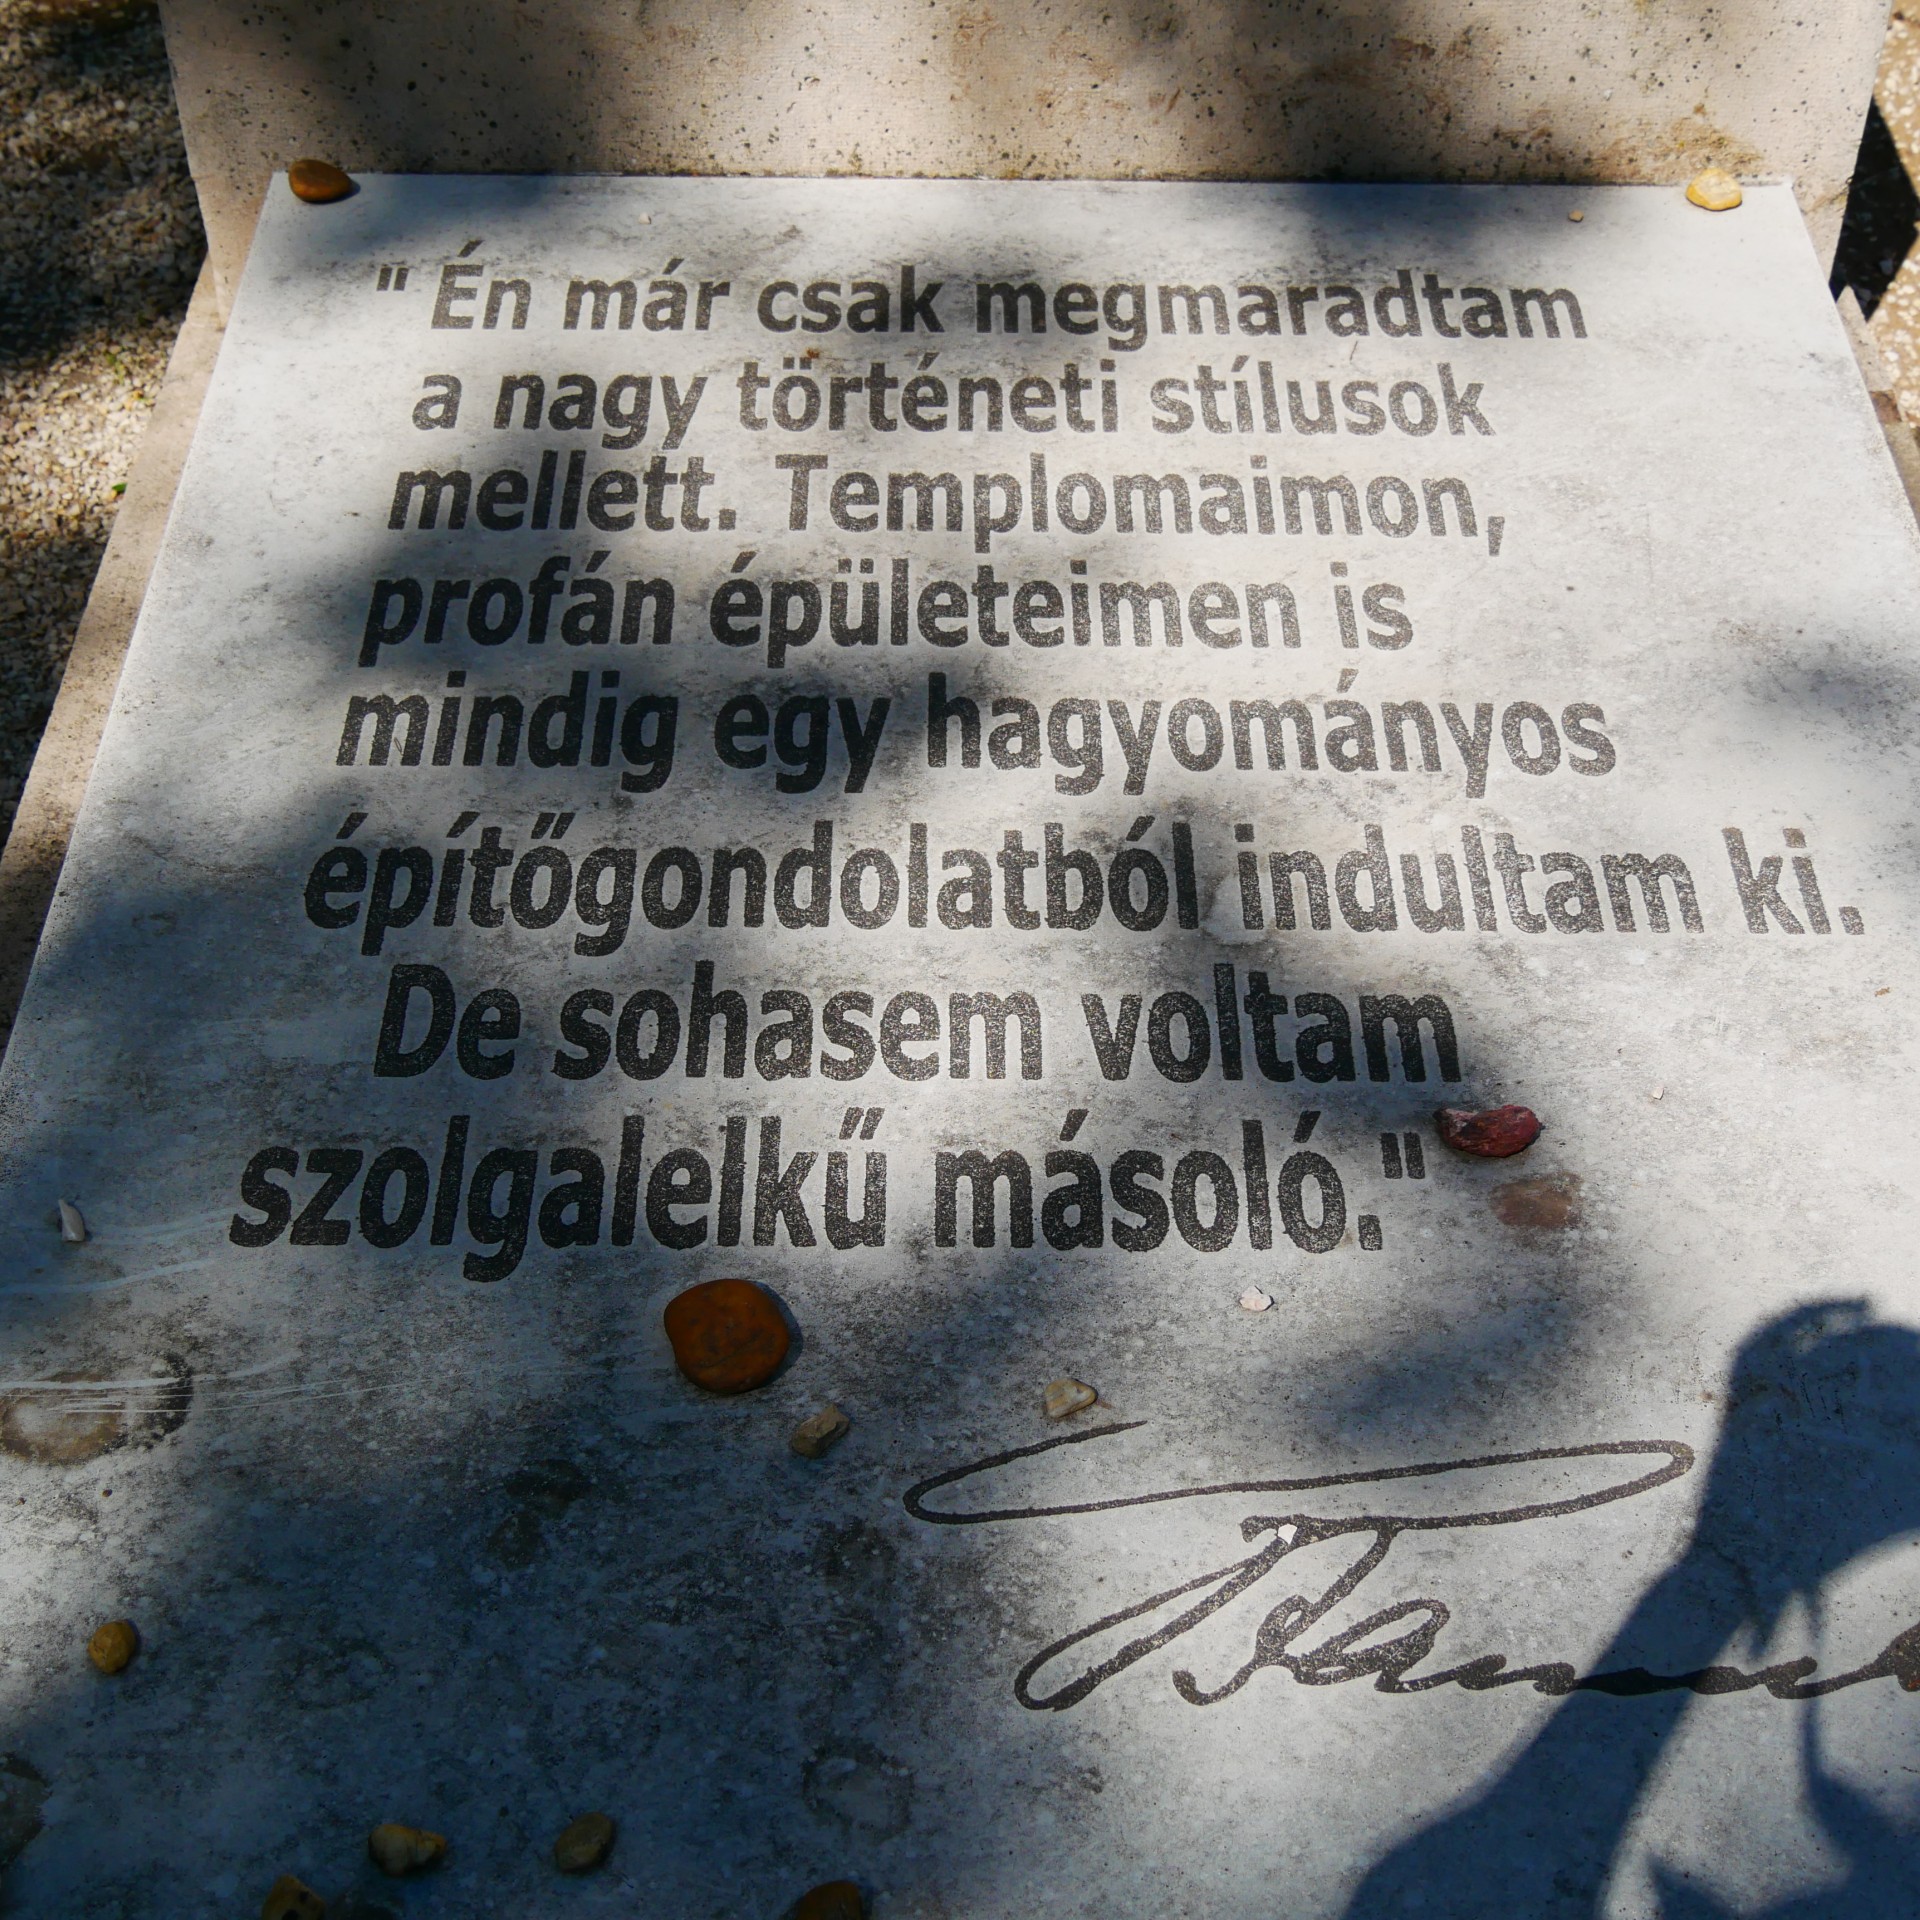 " Én már csak megmaradtam
a nagy történeti stílusok
mellett. Templomaimon,
profán épületeimen is
mindig egy hagyományos
építőgondolatból indultam ki.
De sohasem voltam
szolgalelkű másoló."